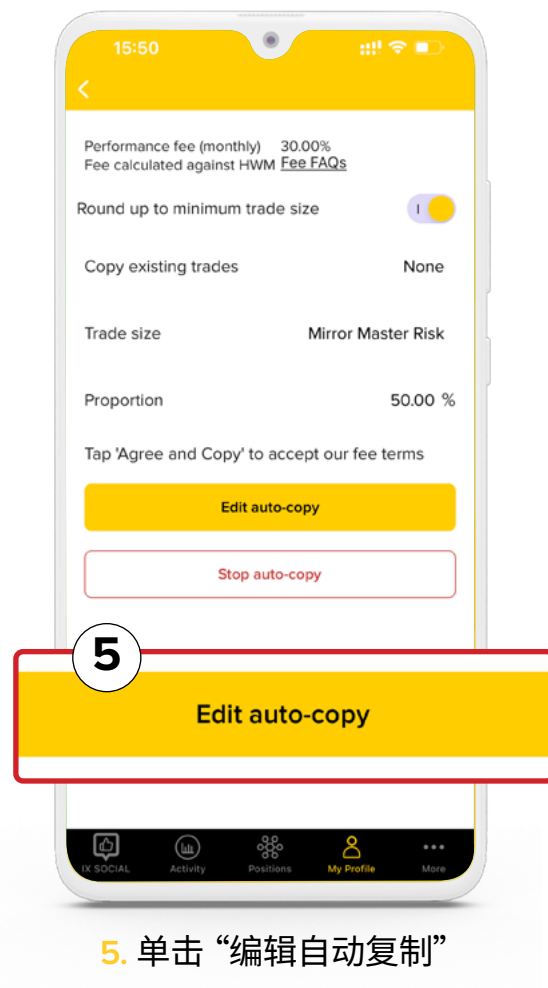 15:50
Performance fee (monthly) 30.00%
Fee calculated against HWM Fee FAQs
Round up to minimum trade size
Copy existing trades None
Trade size Mirror Master Risk
Proportion 50.00 %
Tap 'Agree and Copy' to accept our fee terms
Edit auto-copy
Stop auto-copy
5
Edit auto-copy
IX SOCIAL Activity Positions My Profile More
5. 单击 “编辑自动复制”